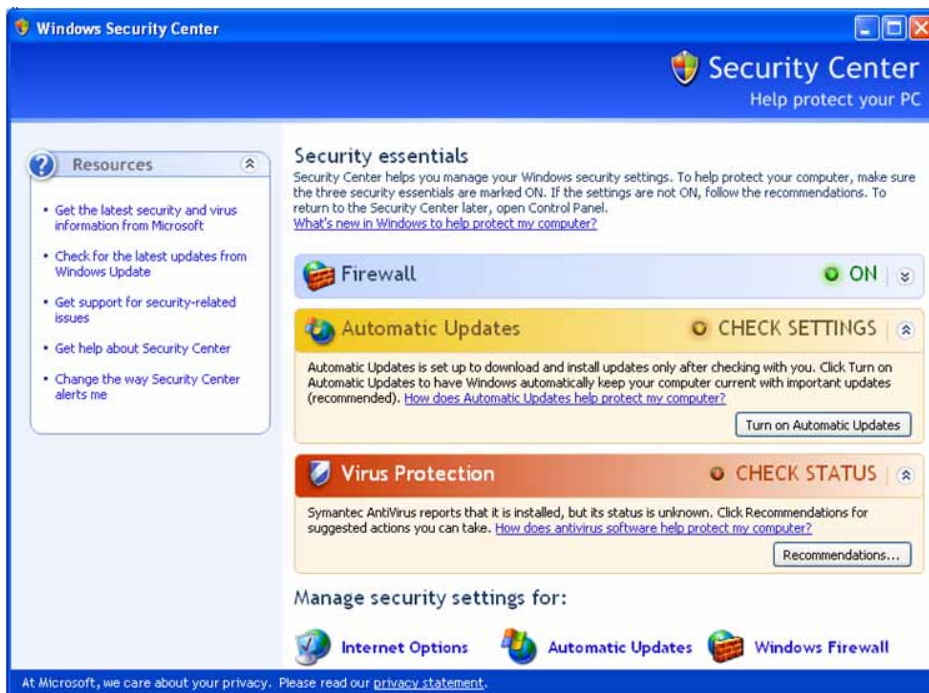 Windows Security Center
Security Center
Help protect your PC
Resources
Get the latest security and virus
information from Microsoft
Check for the latest updates from
Windows Update
Get support for security-related
issues
Get help about Security Center
Change the way Security Center
alerts me
Security essentials
Security Center helps you manage your Windows security settings. To help protect your computer, make sure
the three security essentials are marked ON. If the settings are not ON, follow the recommendations. To
return to the Security Center later, open Control Panel.
What's new in Windows to help protect my computer?
Firewall ON
Automatic Updates CHECK SETTINGS
Automatic Updates is set up to download and install updates only after checking with you. Click Turn on
Automatic Updates to have Windows automatically keep your computer current with important updates
(recommended). How does Automatic Updates help protect my computer?
Turn on Automatic Updates
Virus Protection CHECK STATUS
Symantec AntiVirus reports that it is installed, but its status is unknown. Click Recommendations for
suggested actions you can take. How does antivirus software help protect my computer?
Recommendations...
Manage security settings for:
Internet Options Automatic Updates Windows Firewall
At Microsoft, we care about your privacy. Please read our privacy statement.